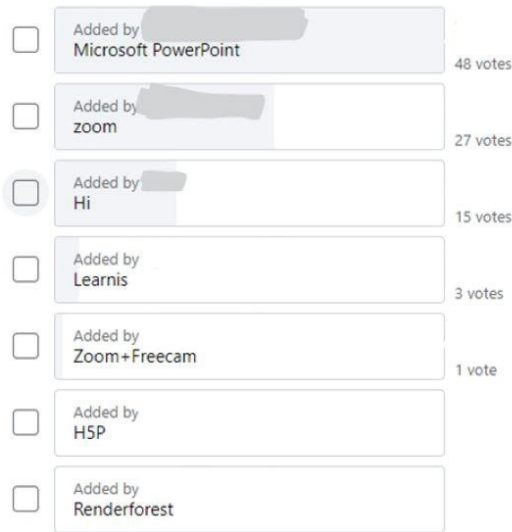 Added by
Microsoft PowerPoint
48 votes
Added by
zoom
27 votes
Added by
Hi
15 votes
Added by
Learnis
3 votes
Added by
Zoom+Freecam
1 vote
Added by
H5P
Added by
Renderforest